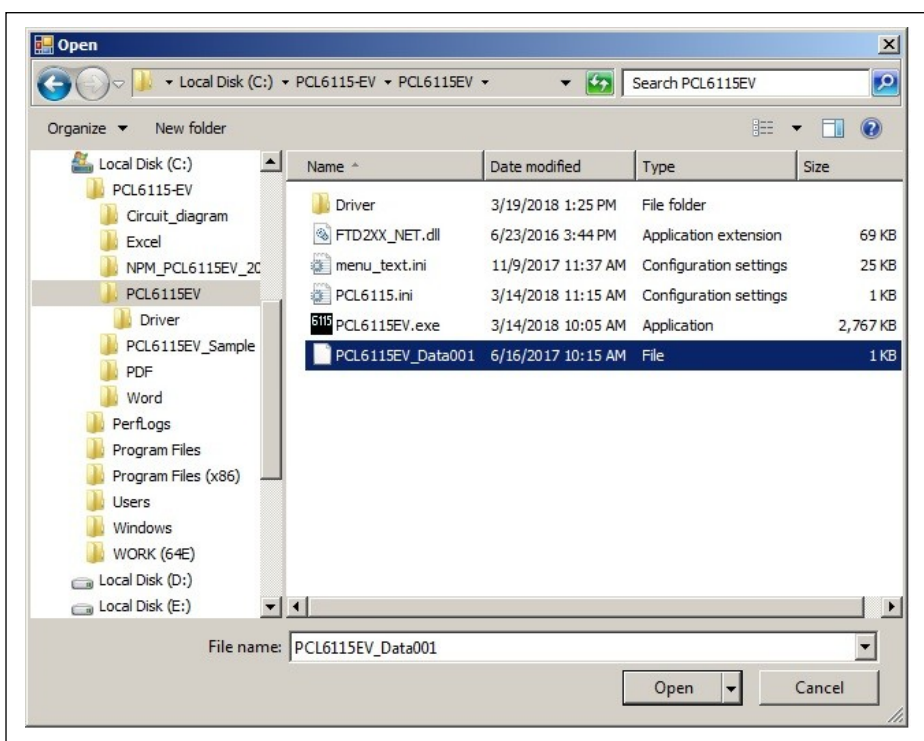 Open
Local Disk (C:) PCL6115-EV PCL6115EV Search PCL6115EV
Organize New folder
Local Disk (C:)
PCL6115-EV
Circuit_diagram
Excel
NPM_PCL6115EV_20
PCL6115EV
Driver
PCL6115EV_Sample
PDF
Word
PerfLogs
Program Files
Program Files (x86)
Users
Windows
WORK (64E)
Local Disk (D:)
Local Disk (E:)
Name Date modified Type Size
Driver 3/19/2018 1:25 PM File folder
FTD2XX_NET.dll 6/23/2016 3:44 PM Application extension 69 KB
menu_text.ini 11/9/2017 11:37 AM Configuration settings 25 KB
PCL6115.ini 3/14/2018 11:15 AM Configuration settings 1 KB
6115 PCL6115EV.exe 3/14/2018 10:05 AM Application 2,767 KB
PCL6115EV_Data001 6/16/2017 10:15 AM File 1 KB
File name: PCL6115EV_Data001
Open Cancel